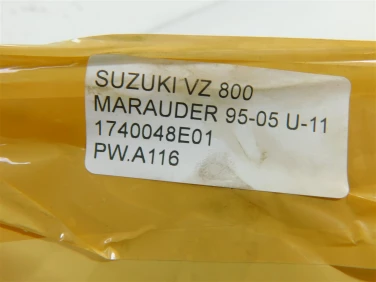 SUZUKI VZ 800
MARAUDER 95-05 U-11
1740048E01
PW.A116